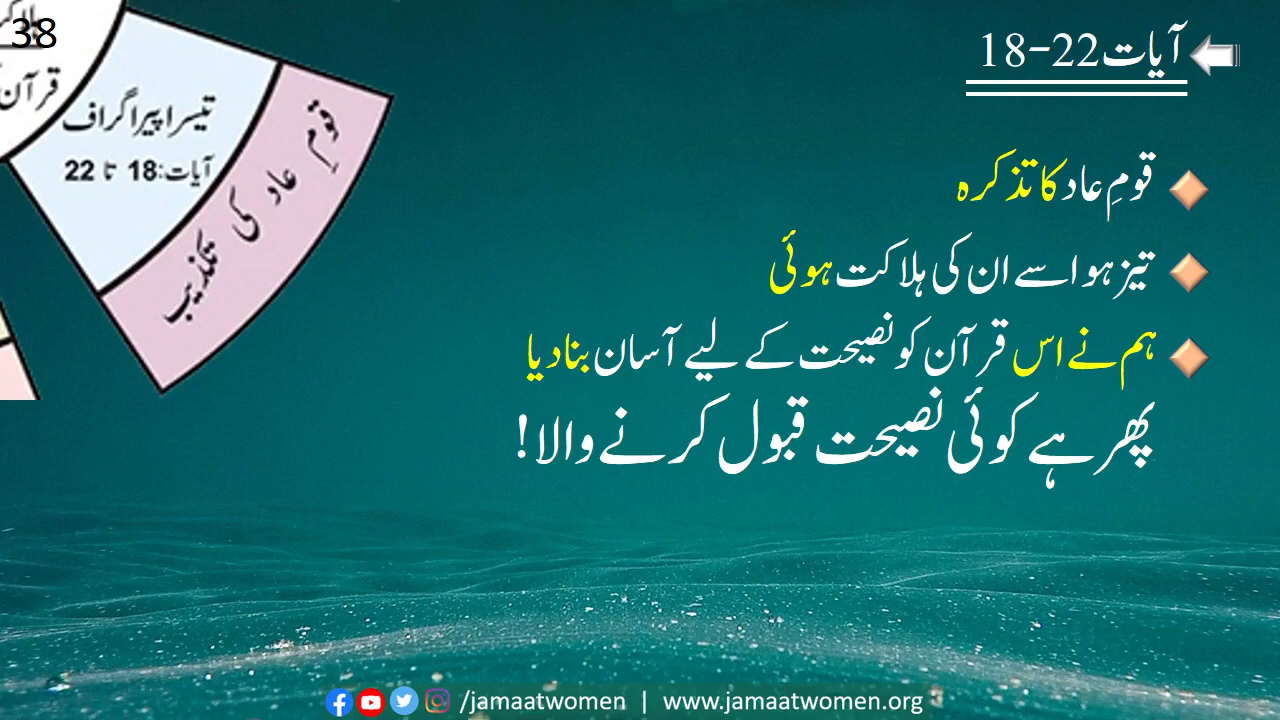 38
آیات 22-18
قومِ عاد کا تذکرہ
تیز ہوا سے ان کی ہلاکت ہوئی
ہم نے اس قرآن کو نصیحت کے لیے آسان بنا دیا
پھر ہے کوئی نصیحت قبول کرنے والا!
قرآن
تیسرا پیراگراف
آیات: 18 تا 22
قومِ عاد کی تکذیب
/jamaatwomen | www.jamaatwomen.org